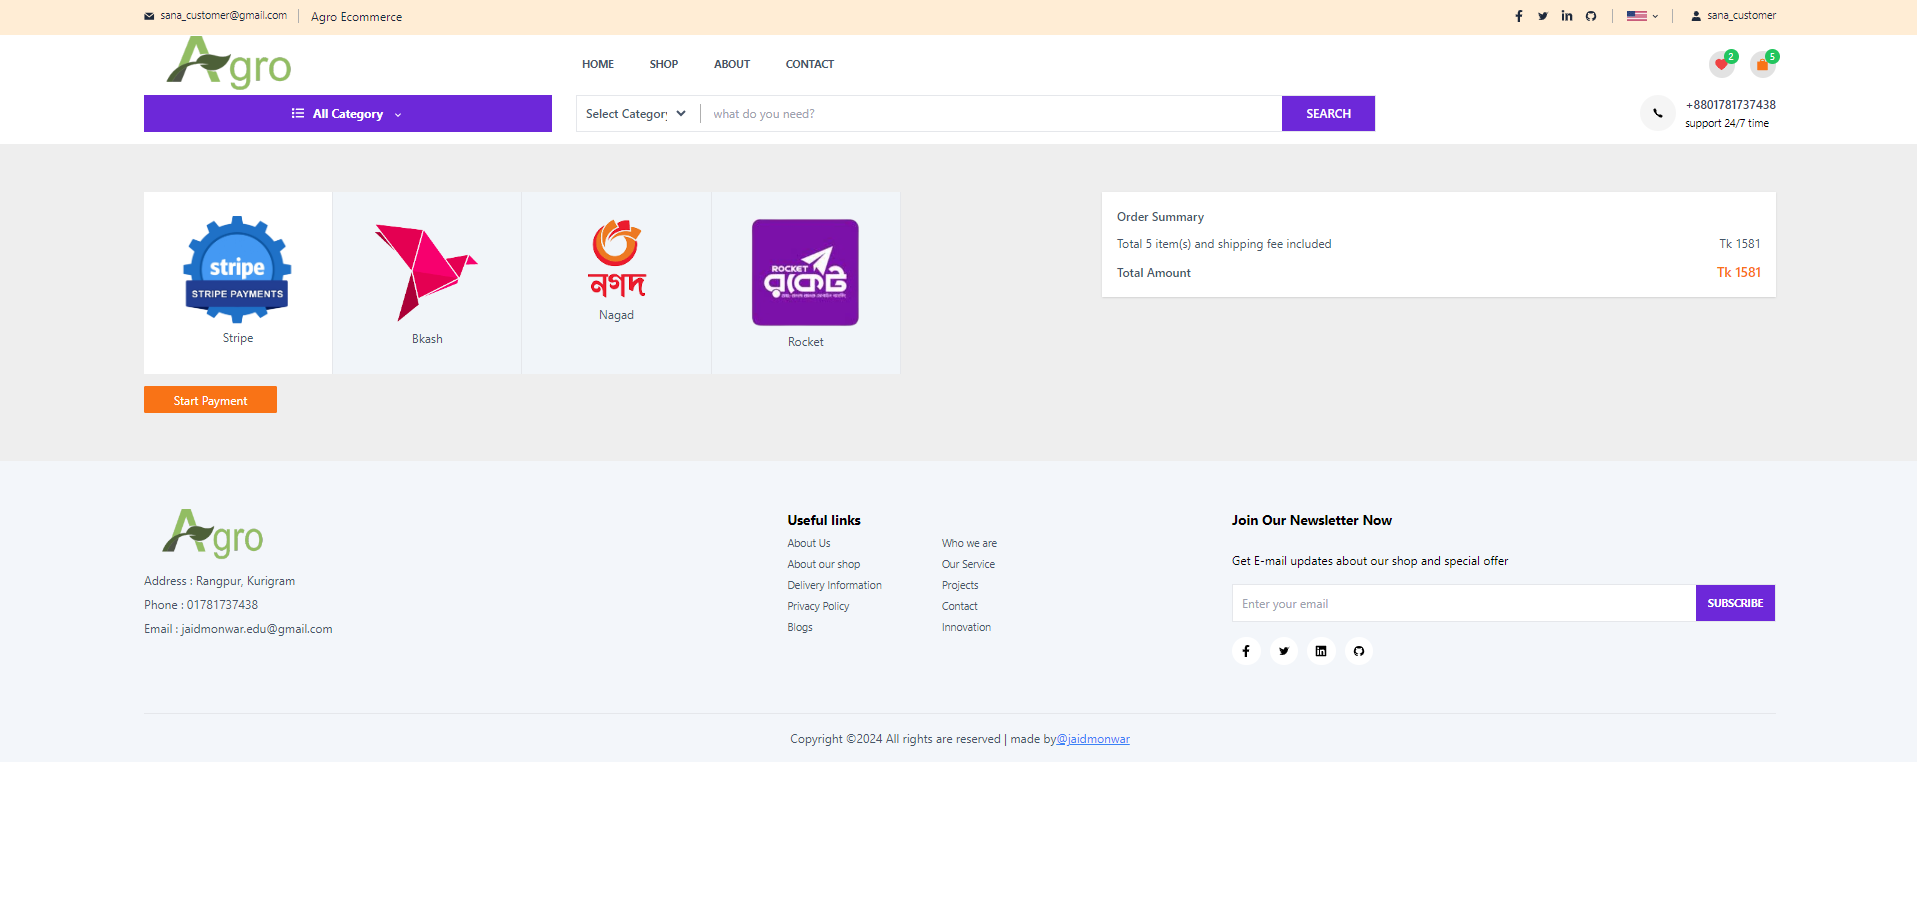 sana_customer@gmail.com
Agro Ecommerce
sana_customer
Agro
HOME
SHOP
ABOUT
CONTACT
2
5
All Category
Select Category
what do you need?
SEARCH
+8801781737438
support 24/7 time
stripe
STRIPE PAYMENTS
Stripe
Bkash
নগদ
Nagad
ROCKET
রকেট
Rocket
Order Summary
Total 5 item(s) and shipping fee included
Tk 1581
Total Amount
Tk 1581
Start Payment
Agro
Address : Rangpur, Kurigram
Phone : 01781737438
Email : jaidmonwar.edu@gmail.com
Useful links
About Us
About our shop
Delivery Information
Privacy Policy
Blogs
Who we are
Our Service
Projects
Contact
Innovation
Join Our Newsletter Now
Get E-mail updates about our shop and special offer
Enter your email
SUBSCRIBE
Copyright ©2024 All rights are reserved | made by@jaidmonwar